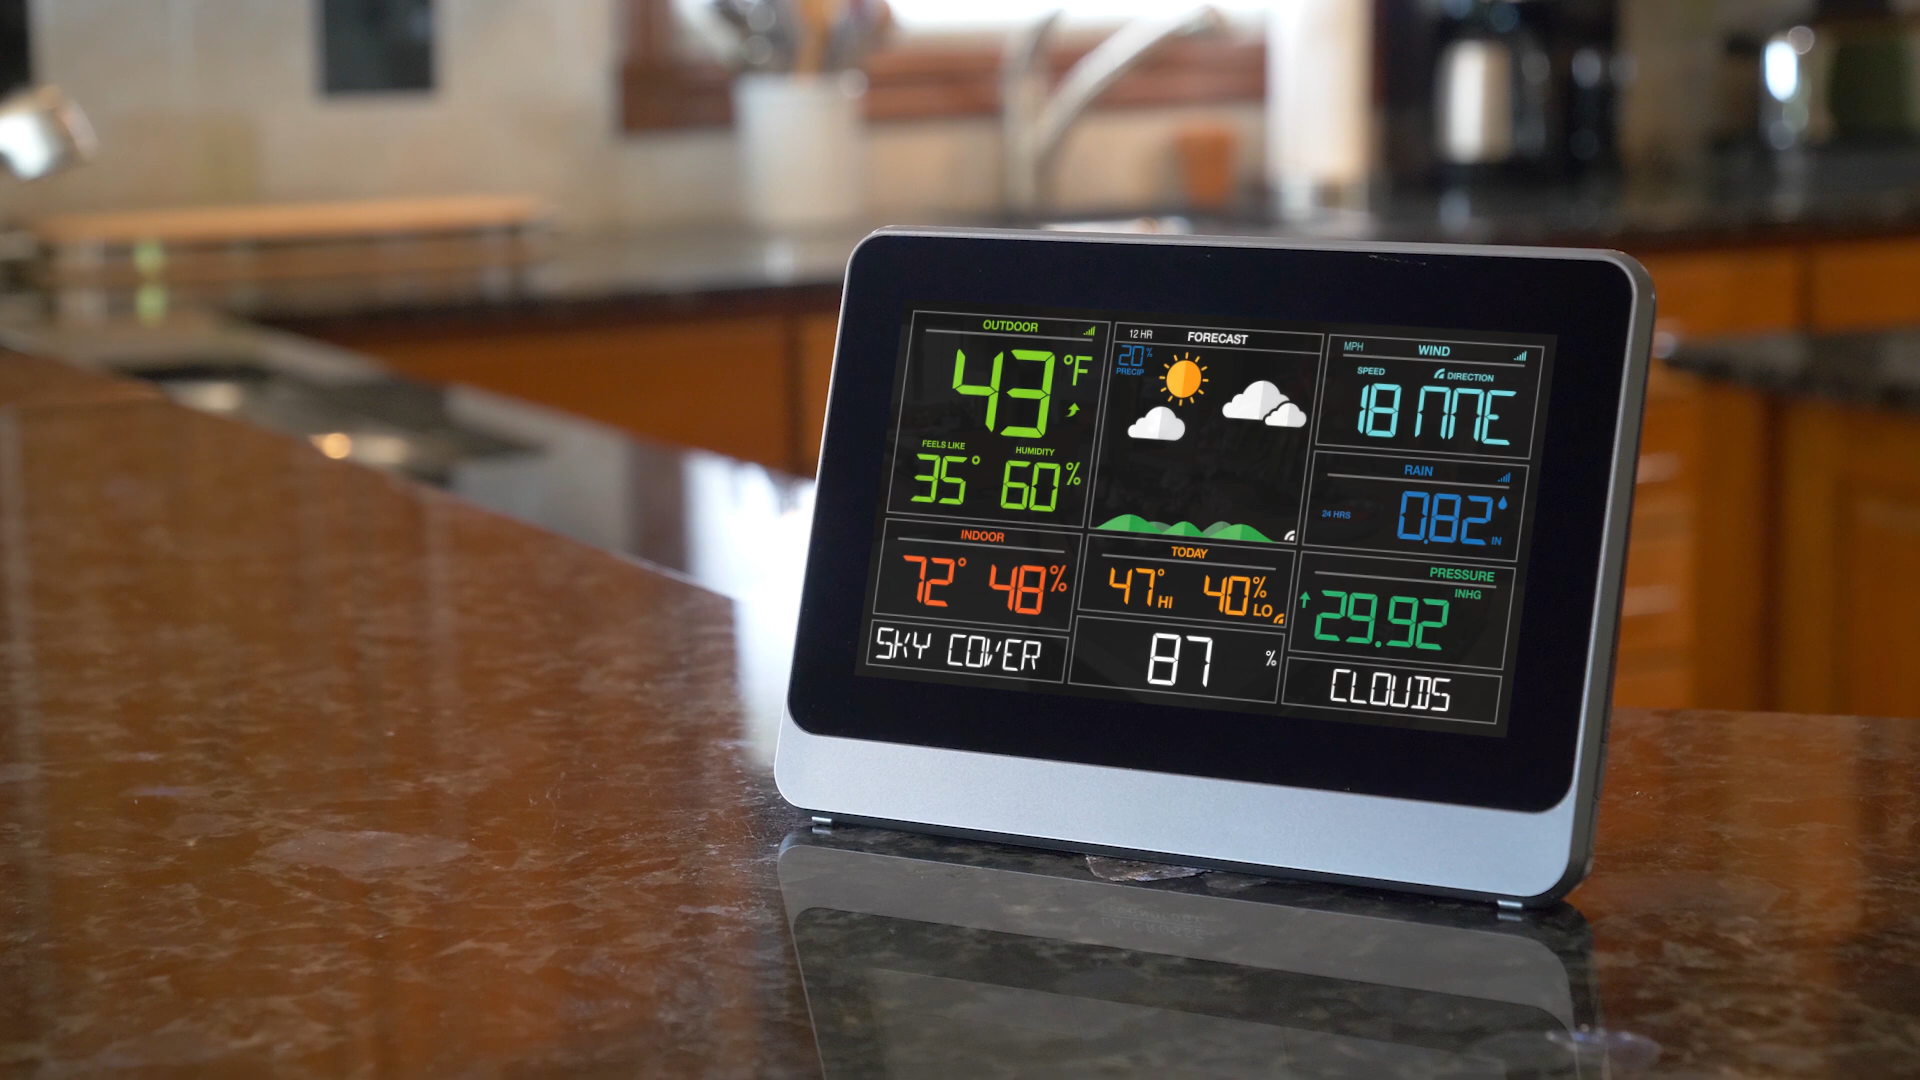 OUTDOOR
43°F
FEELS LIKE
HUMIDITY
35° 60%
12 HR FORECAST
20%
PRECIP
MPH WIND
SPEED DIRECTION
18 NNE
RAIN
24 HRS 0.82 IN
INDOOR
72° 48%
TODAY
47° HI 40% LO
PRESSURE
INHG
29.92
SKY COVER
87 %
CLOUDS